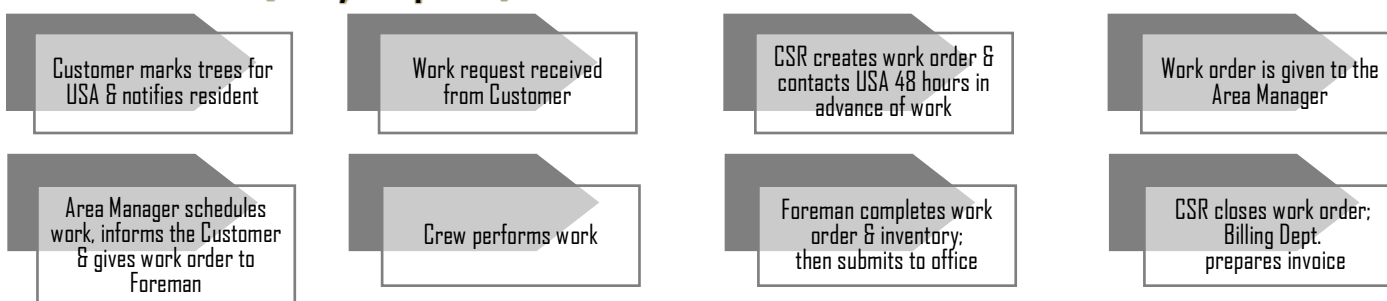 Customer marks trees for
USA & notifies resident
Work request received
from Customer
CSR creates work order &
contacts USA 48 hours in
advance of work
Work order is given to the
Area Manager
Area Manager schedules
work, informs the Customer
& gives work order to
Foreman
Crew performs work
Foreman completes work
order & inventory;
then submits to office
CSR closes work order;
Billing Dept.
prepares invoice